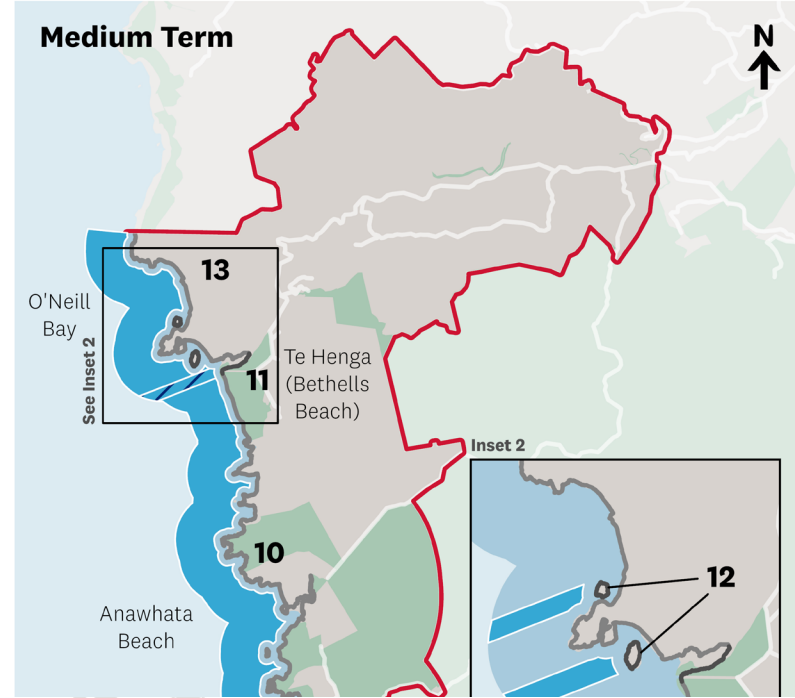 Medium Term
N
13
O'Neill
Bay
See Inset 2
11
Te Henga
(Bethells
Beach)
Inset 2
10
12
Anawhata
Beach